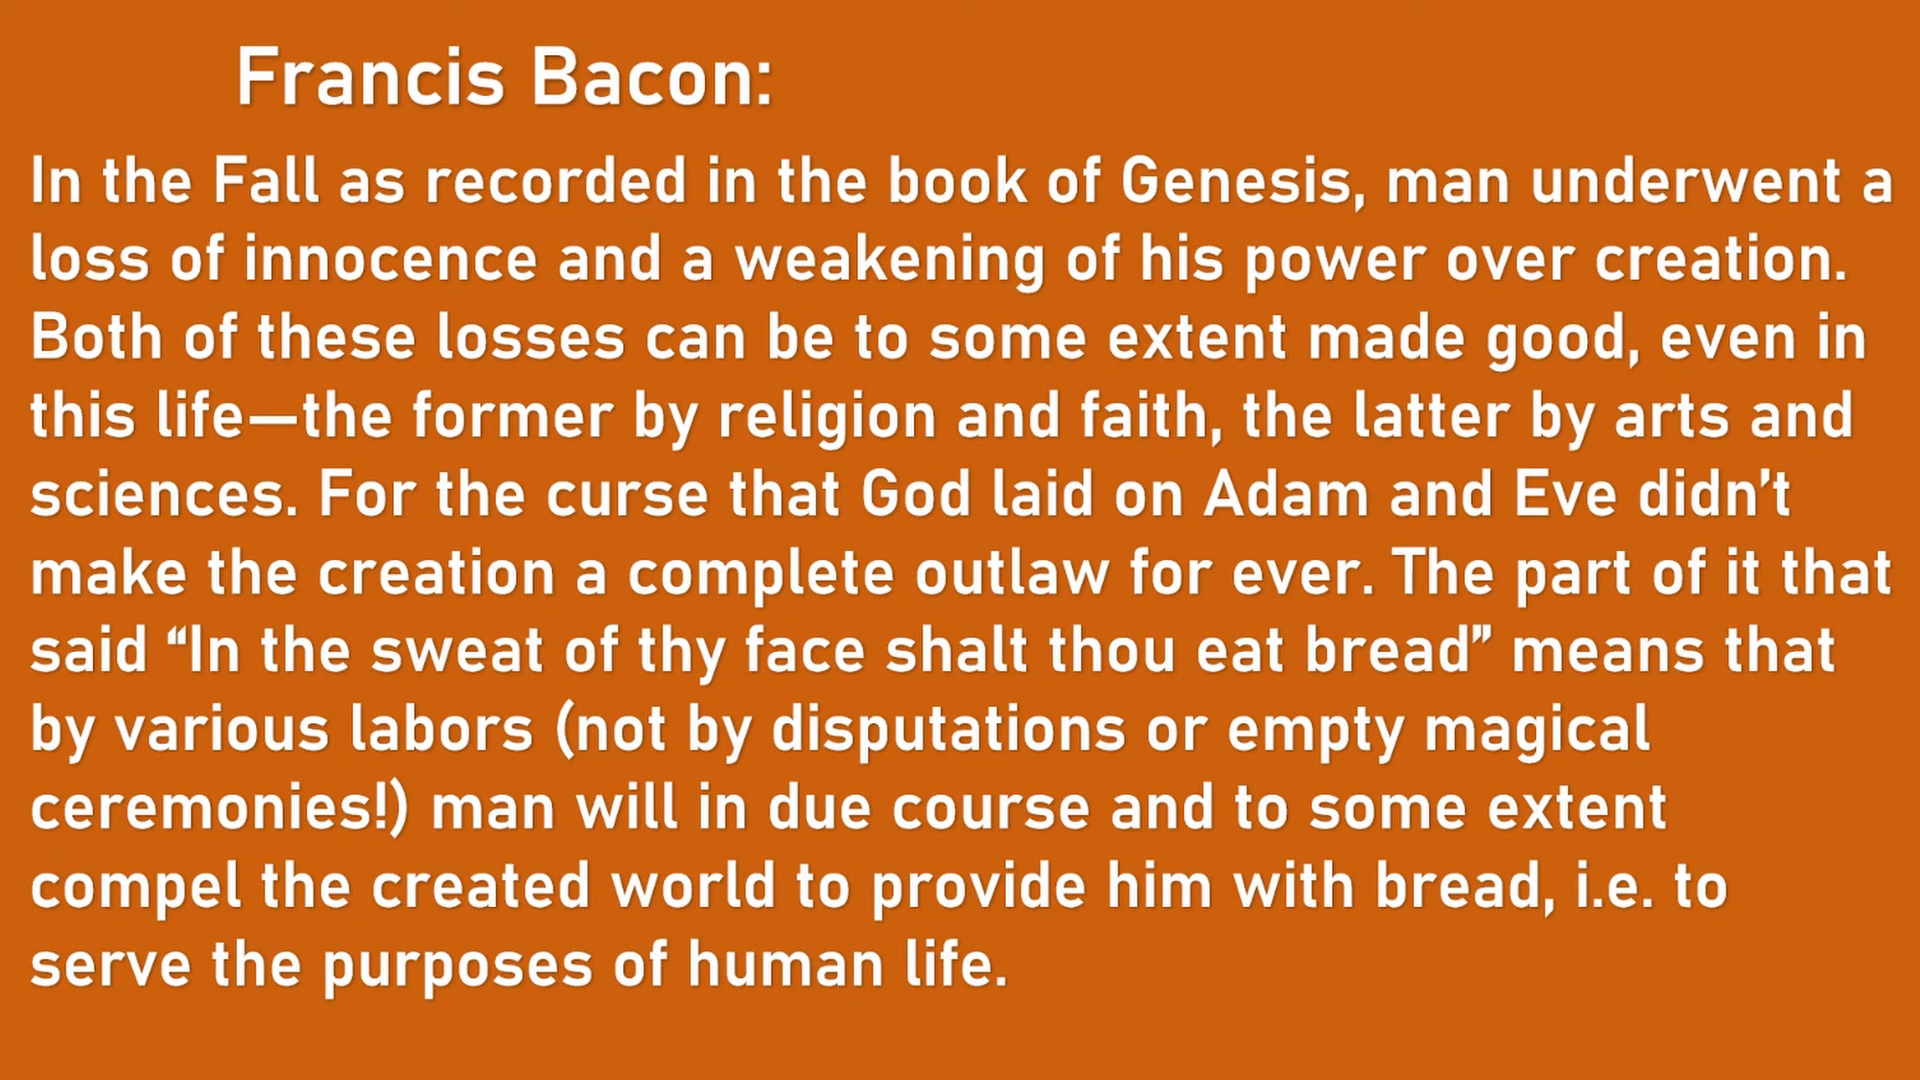 Francis Bacon:
In the Fall as recorded in the book of Genesis, man underwent a
loss of innocence and a weakening of his power over creation.
Both of these losses can be to some extent made good, even in
this life—the former by religion and faith, the latter by arts and
sciences. For the curse that God laid on Adam and Eve didn’t
make the creation a complete outlaw for ever. The part of it that
said “In the sweat of thy face shalt thou eat bread” means that
by various labors (not by disputations or empty magical
ceremonies!) man will in due course and to some extent
compel the created world to provide him with bread, i.e. to
serve the purposes of human life.